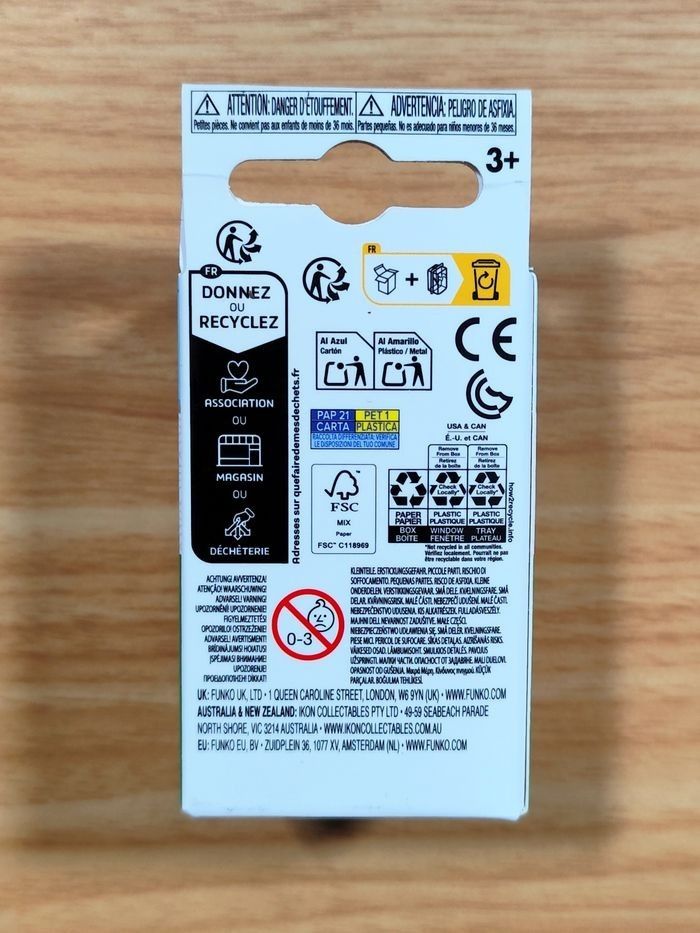 ATTENTION: DANGER D'ÉTOUFFEMENT.
Petites pièces. Ne convient pas aux enfants de moins de 36 mois.
ADVERTENCIA: PELIGRO DE ASFIXIA.
Partes pequeñas. No es adecuado para niños menores de 36 meses.
3+
FR
DONNEZ
OU
RECYCLEZ
ASSOCIATION
OU
MAGASIN
OU
DÉCHÈTERIE
Adresses sur quefairedemesdechets.fr
FR
+
Al Azul
Cartón
Al Amarillo
Plástico / Metal
CE
PAP 21
CARTA
PET 1
PLASTICA
RACCOLTA DIFFERENZIATA: VERIFICA
LE DISPOSIZIONI DEL TUO COMUNE
FSC
MIX
Paper
FSC™ C118969
USA & CAN
É.-U. et CAN
Remove
From Box
Retirez
de la boîte
Remove
From Box
Retirez
de la boîte
Check
Locally*
Check
Locally*
PAPER
PAPIER
BOX
BOÎTE
PLASTIC
PLASTIQUE
WINDOW
FENÊTRE
PLASTIC
PLASTIQUE
TRAY
PLATEAU
*Not recycled in all communities.
Vérifiez localement. Pourrait ne pas
être recyclable dans votre région.
how2recycle.info
ACHTUNG! AVVERTENZA!
ATENÇÃO! WAARSCHUWING!
ADVARSEL! VARNING!
UPOZORNĚNÍ! UPOZORNENIE!
FIGYELMEZTETÉS!
OPOZORILO! OSTRZEŻENIE!
ADVARSEL! AVERTISMENT!
BRĪDINĀJUMS! HOIATUS!
ĮSPĖJIMAS! ВНИМАНИЕ!
UPOZORENJE!
ΠΡΟΕΙΔΟΠΟΙΗΣΗ! DİKKAT!
0-3
KLEINTEILE. ERSTICKUNGSGEFAHR. PICCOLE PARTI. RISCHIO DI
SOFFOCAMENTO. PEQUENAS PARTES. RISCO DE ASFIXIA. KLEINE
ONDERDELEN. VERSTIKKINGSGEVAAR. SMÅ DELE. KVÆLNINGSFARE. SMÅ
DELAR. KVÄVNINGSRISK. MALÉ ČÁSTI. NEBEZPEČÍ UDUŠENÍ. MALÉ ČASTI.
NEBEZPEČENSTVO UDUSENIA. KIS ALKATRÉSZEK. FULLADÁSVESZÉLY.
MAJHNI DELI. NEVARNOST ZADUŠITVE. MAŁE CZĘŚCI.
NIEBEZPIECZEŃSTWO UDŁAWIENIA SIĘ. SMÅ DELER. KVELNINGSFARE.
PIESE MICI. PERICOL DE SUFOCARE. SĪKAS DETAĻAS. AIZRĪŠANĀS RISKS.
VÄIKESED OSAD. LÄMBUMISOHT. SMULKIOS DETALĖS. PAVOJUS
UŽSPRINGTI. МАЛКИ ЧАСТИ. ОПАСНОСТ ОТ ЗАДАВЯНЕ. MALI DIJELOVI.
OPASNOST OD GUŠENJA. Μικρά Μέρη. Κίνδυνος πνιγμού. KÜÇÜK
PARÇALAR. BOĞULMA TEHLİKESİ.
UK: FUNKO UK, LTD • 1 QUEEN CAROLINE STREET, LONDON, W6 9YN (UK) • WWW.FUNKO.COM
AUSTRALIA & NEW ZEALAND: IKON COLLECTABLES PTY LTD • 49-59 SEABEACH PARADE
NORTH SHORE, VIC 3214 AUSTRALIA • WWW.IKONCOLLECTABLES.COM.AU
EU: FUNKO EU, BV • ZUIDPLEIN 36, 1077 XV, AMSTERDAM (NL) • WWW.FUNKO.COM